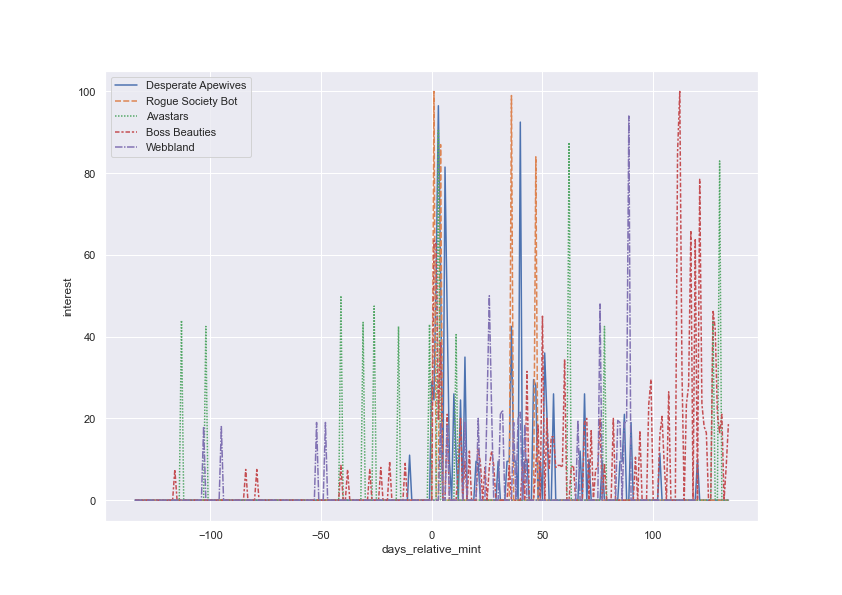 Desperate Apewives
Rogue Society Bot
Avastars
Boss Beauties
Webbland
100
80
60
40
20
0
interest
−100
−50
0
50
100
days_relative_mint